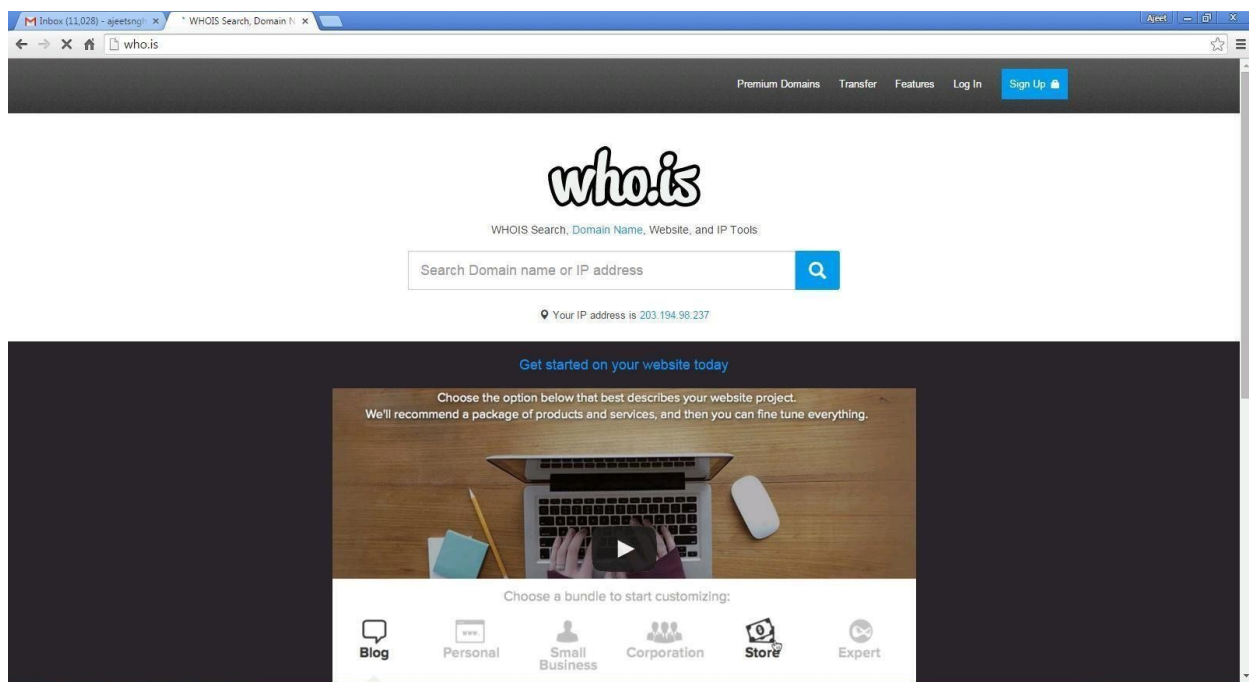 Inbox (11,028) - ajeetsngh
WHOIS Search, Domain N
Ajeet
who.is
Premium Domains Transfer Features Log In Sign Up
who.is
WHOIS Search, Domain Name, Website, and IP Tools
Search Domain name or IP address
Your IP address is 203.194.98.237
Get started on your website today
Choose the option below that best describes your website project.
We'll recommend a package of products and services, and then you can fine tune everything.
Choose a bundle to start customizing:
www.
Blog Personal Small Business Corporation Store Expert